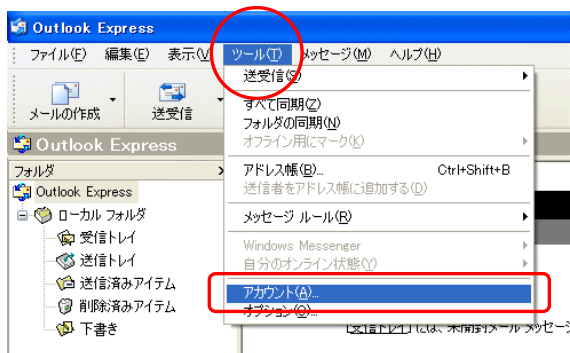 Outlook Express
ファイル(F) 編集(E) 表示(V) ツール(T) メッセージ(M) ヘルプ(H)
メールの作成 送受信
Outlook Express
フォルダ
Outlook Express
ローカル フォルダ
受信トレイ
送信トレイ
送信済みアイテム
削除済みアイテム
下書き
送受信(S)
すべて同期(Z)
フォルダの同期(N)
オフライン用にマーク(K)
アドレス帳(B)... Ctrl+Shift+B
送信者をアドレス帳に追加する(D)
メッセージ ルール(R)
Windows Messenger
自分のオンライン状態(Y)
アカウント(A)...
オプション(O)...
[受信トレイ] には、未開封メール メッセージ